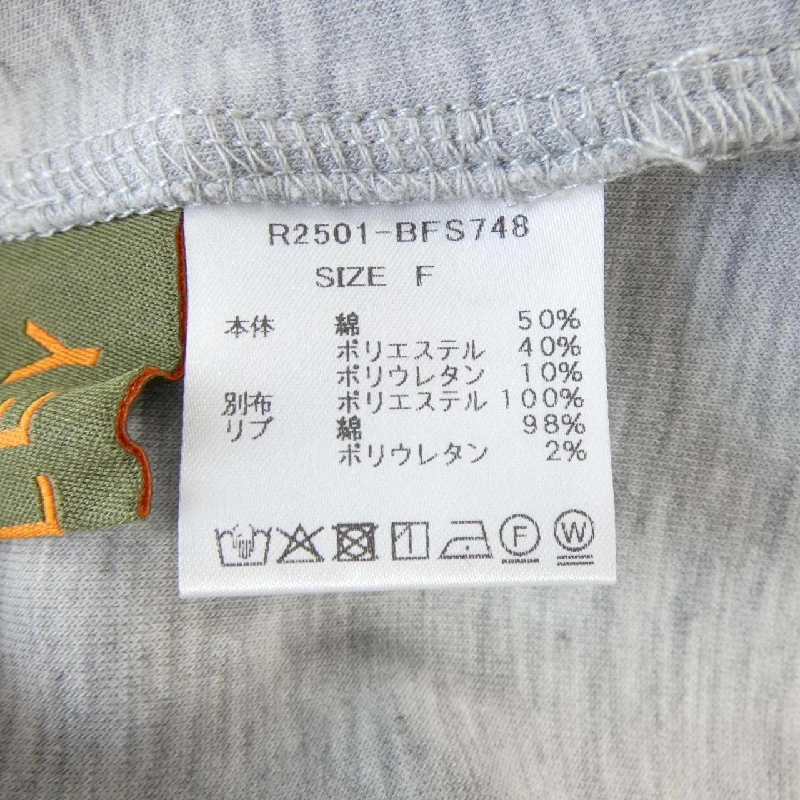 R2501-BFS748
SIZE F
本体 綿 50%
ポリエステル 40%
ポリウレタン 10%
別布 ポリエステル 100%
リブ 綿 98%
ポリウレタン 2%
F W